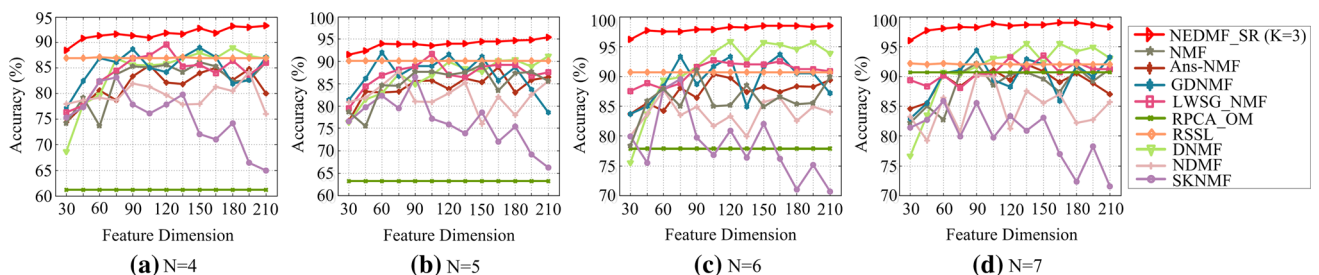 Accuracy (%)
95
90
85
80
75
70
65
60
30 60 90 120 150 180 210
Feature Dimension
(a) N=4
Accuracy (%)
100
95
90
85
80
75
70
65
60
30 60 90 120 150 180 210
Feature Dimension
(b) N=5
Accuracy (%)
100
95
90
85
80
75
70
30 60 90 120 150 180 210
Feature Dimension
(c) N=6
Accuracy (%)
100
95
90
85
80
75
70
30 60 90 120 150 180 210
Feature Dimension
(d) N=7
NEDMF_SR (K=3)
NMF
Ans-NMF
GDNMF
LWSG_NMF
RPCA_OM
RSSL
DNMF
NDMF
SKNMF